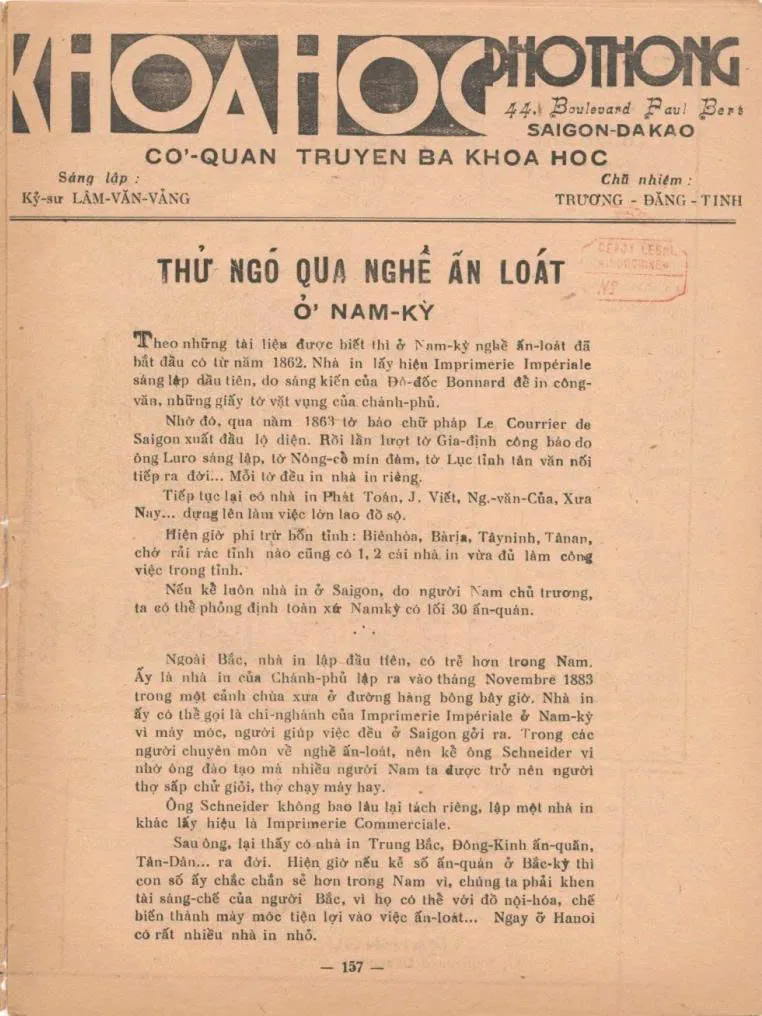 KHOA HOC PHOTHONG
44, Boulevard Paul Bert
SAIGON-DAKAO
CƠ-QUAN TRUYEN BA KHOA HOC
Sáng lập :
Kỹ-sư LÂM-VĂN-VÃNG
Chũ nhiệm :
TRƯƠNG - ĐĂNG - TINH
DEPOT LEGAL
INDOCHINE
Nº
THỬ NGÓ QUA NGHỀ ẤN LOÁT
Ở NAM-KỲ
Theo những tài liệu được biết thì ở Nam-kỳ nghề ấn-loát đã
bắt đầu có từ năm 1862. Nhà in lấy hiệu Imprimerie Impériale
sáng lập dầu tiên, do sáng kiến của Đô-đốc Bonnard đề in công-
văn, những giấy tờ vặt vụng của chánh-phủ.
Nhờ đó, qua năm 1863 tờ báo chữ pháp Le Courrier de
Saigon xuất đầu lộ diện. Rồi lần lượt tờ Gia-định công báo do
ông Luro sáng lập, tờ Nông-cổ mín đàm, tờ Lục tỉnh tân văn nối
tiếp ra đời... Mỗi tờ đều in nhà in riêng.
Tiếp tục lại có nhà in Phát Toán, J. Viết, Ng.-văn-Của, Xưa
Nay... dựng lên làm việc lớn lao đồ sộ.
Hiện giờ phi trừ bốn tỉnh : Biênhòa, Bàrịa, Tâyninh, Tânan,
chớ rải rác tỉnh nào cũng có 1, 2 cái nhà in vừa đủ làm công
việc trong tỉnh.
Nếu kể luôn nhà in ở Saigon, do người Nam chủ trương,
ta có thể phỏng định toàn xứ Namkỳ có lối 30 ấn-quán.
Ngoài Bắc, nhà in lập đầu tiên, có trễ hơn trong Nam.
Ấy là nhà in của Chánh-phủ lập ra vào tháng Novembre 1883
trong một cảnh chùa xưa ở đường hàng bông bây giờ. Nhà in
ấy có thể gọi là chi-nghánh của Imprimerie Impériale ở Nam-kỳ
vì máy móc, người giúp việc đều ở Saigon gởi ra. Trong các
người chuyên môn về nghề ấn-loát, nên kể ông Schneider vì
nhờ ông đào tạo mà nhiều người Nam ta được trở nên người
thợ sấp chử giỏi, thợ chạy máy hay.
Ông Schneider không bao lâu lại tách riêng, lập một nhà in
khác lấy hiệu là Imprimerie Commerciale.
Sau ông, lại thấy có nhà in Trung Bắc, Đông-Kinh ấn-quãn,
Tân-Dân... ra đời. Hiện giờ nếu kể số ấn-quán ở Bắc-kỳ thì
con số ấy chắc chắn sẻ hơn trong Nam vì, chúng ta phải khen
tài sáng-chế của người Bắc, vì họ có thể với đồ nội-hóa, chế
biến thành máy móc tiện lợi vào việc ấn-loát... Ngay ở Hanoi
có rất nhiều nhà in nhỏ.
— 157 —